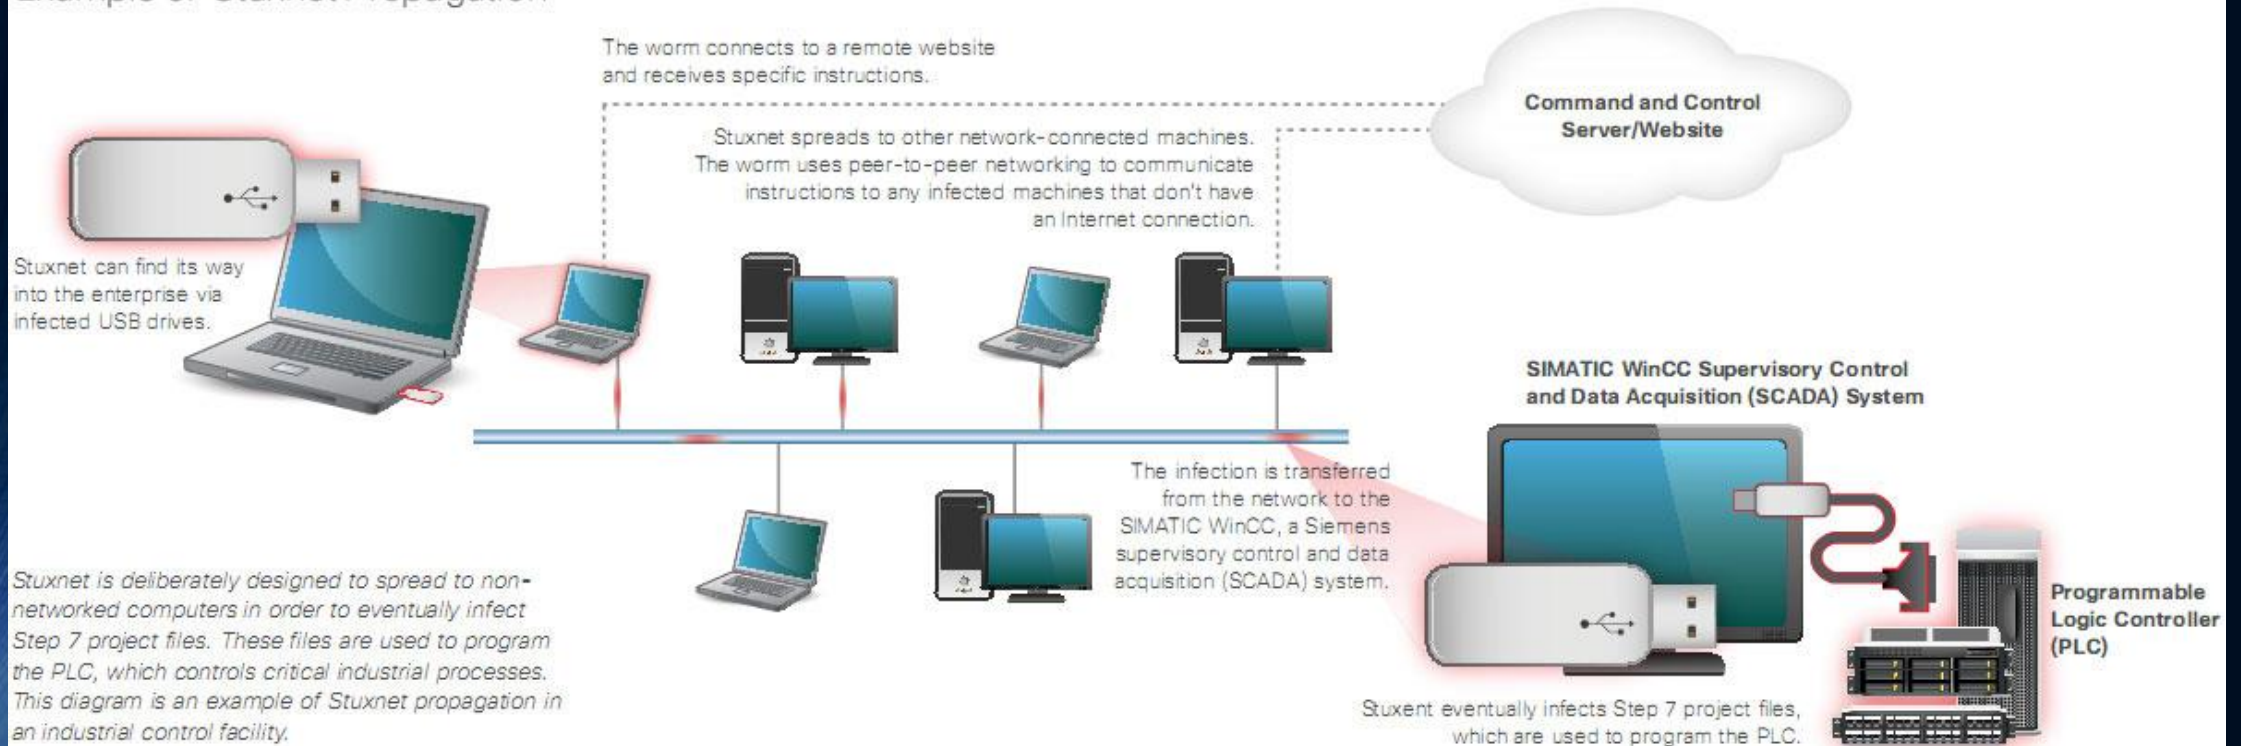 Example of Stuxnet Propagation
The worm connects to a remote website
and receives specific instructions.
Command and Control
Server/Website
Stuxnet spreads to other network-connected machines.
The worm uses peer-to-peer networking to communicate
instructions to any infected machines that don't have
an Internet connection.
Stuxnet can find its way
into the enterprise via
infected USB drives.
SIMATIC WinCC Supervisory Control
and Data Acquisition (SCADA) System
The infection is transferred
from the network to the
SIMATIC WinCC, a Siemens
supervisory control and data
acquisition (SCADA) system.
Programmable
Logic Controller
(PLC)
Stuxnet is deliberately designed to spread to non-
networked computers in order to eventually infect
Step 7 project files. These files are used to program
the PLC, which controls critical industrial processes.
This diagram is an example of Stuxnet propagation in
an industrial control facility.
Stuxent eventually infects Step 7 project files,
which are used to program the PLC.